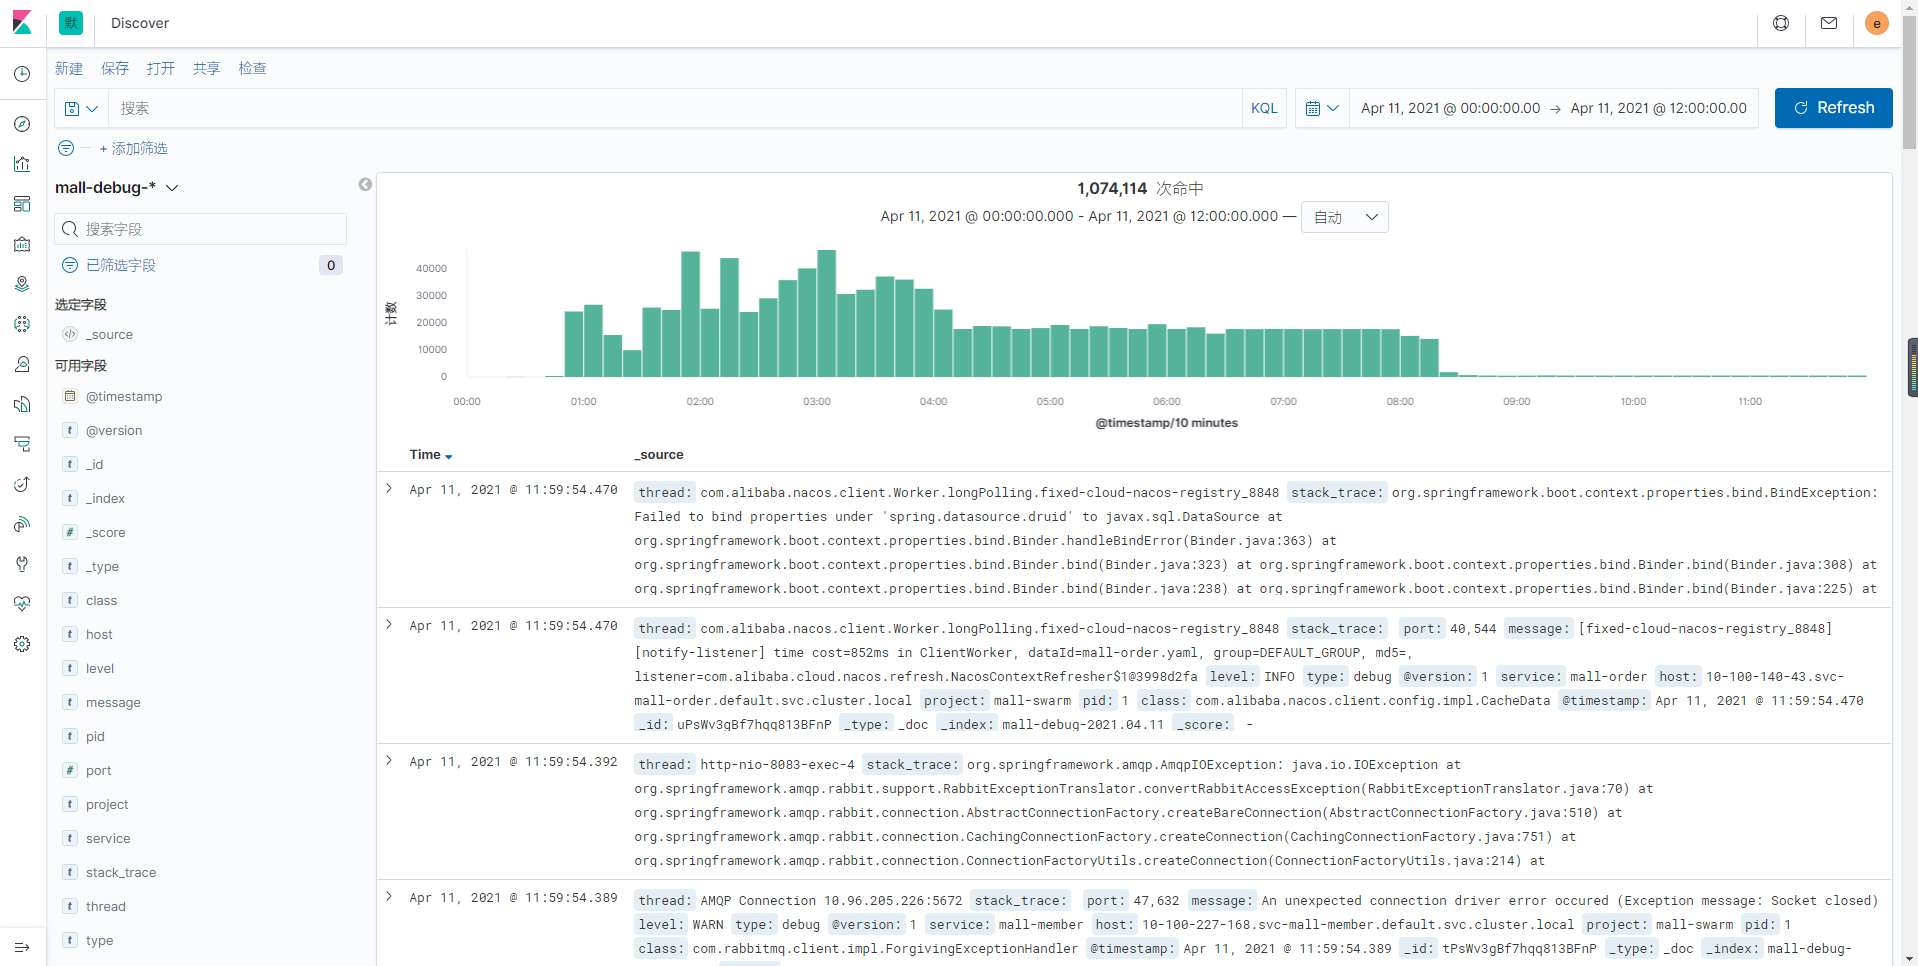 默 Discover e
新建 保存 打开 共享 检查
搜索 KQL Apr 11, 2021 @ 00:00:00.00 → Apr 11, 2021 @ 12:00:00.00 Refresh
+ 添加筛选
mall-debug-*
搜索字段
已筛选字段 0
选定字段
_source
可用字段
@timestamp
t @version
t _id
t _index
# _score
t _type
t class
t host
t level
t message
t pid
# port
t project
t service
t stack_trace
t thread
t type
1,074,114 次命中
Apr 11, 2021 @ 00:00:00.000 - Apr 11, 2021 @ 12:00:00.000 — 自动
计数
40000
30000
20000
10000
0
00:00 01:00 02:00 03:00 04:00 05:00 06:00 07:00 08:00 09:00 10:00 11:00
@timestamp/10 minutes
Time _source
Apr 11, 2021 @ 11:59:54.470 thread: com.alibaba.nacos.client.Worker.longPolling.fixed-cloud-nacos-registry_8848 stack_trace: org.springframework.boot.context.properties.bind.BindException:
Failed to bind properties under 'spring.datasource.druid' to javax.sql.DataSource at
org.springframework.boot.context.properties.bind.Binder.handleBindError(Binder.java:363) at
org.springframework.boot.context.properties.bind.Binder.bind(Binder.java:323) at org.springframework.boot.context.properties.bind.Binder.bind(Binder.java:308) at
org.springframework.boot.context.properties.bind.Binder.bind(Binder.java:238) at org.springframework.boot.context.properties.bind.Binder.bind(Binder.java:225) at
Apr 11, 2021 @ 11:59:54.470 thread: com.alibaba.nacos.client.Worker.longPolling.fixed-cloud-nacos-registry_8848 stack_trace: port: 40,544 message: [fixed-cloud-nacos-registry_8848]
[notify-listener] time cost=852ms in ClientWorker, dataId=mall-order.yaml, group=DEFAULT_GROUP, md5=,
listener=com.alibaba.cloud.nacos.refresh.NacosContextRefresher$1@3998d2fa level: INFO type: debug @version: 1 service: mall-order host: 10-100-140-43.svc-
mall-order.default.svc.cluster.local project: mall-swarm pid: 1 class: com.alibaba.nacos.client.config.impl.CacheData @timestamp: Apr 11, 2021 @ 11:59:54.470
_id: uPsWv3gBf7hqq813BFnP _type: _doc _index: mall-debug-2021.04.11 _score: -
Apr 11, 2021 @ 11:59:54.392 thread: http-nio-8083-exec-4 stack_trace: org.springframework.amqp.AmqpIOException: java.io.IOException at
org.springframework.amqp.rabbit.support.RabbitExceptionTranslator.convertRabbitAccessException(RabbitExceptionTranslator.java:70) at
org.springframework.amqp.rabbit.connection.AbstractConnectionFactory.createBareConnection(AbstractConnectionFactory.java:510) at
org.springframework.amqp.rabbit.connection.CachingConnectionFactory.createConnection(CachingConnectionFactory.java:751) at
org.springframework.amqp.rabbit.connection.ConnectionFactoryUtils.createConnection(ConnectionFactoryUtils.java:214) at
Apr 11, 2021 @ 11:59:54.389 thread: AMQP Connection 10.96.205.226:5672 stack_trace: port: 47,632 message: An unexpected connection driver error occured (Exception message: Socket closed)
level: WARN type: debug @version: 1 service: mall-member host: 10-100-227-168.svc-mall-member.default.svc.cluster.local project: mall-swarm pid: 1
class: com.rabbitmq.client.impl.ForgivingExceptionHandler @timestamp: Apr 11, 2021 @ 11:59:54.389 _id: tPsWv3gBf7hqq813BFnP _type: _doc _index: mall-debug-